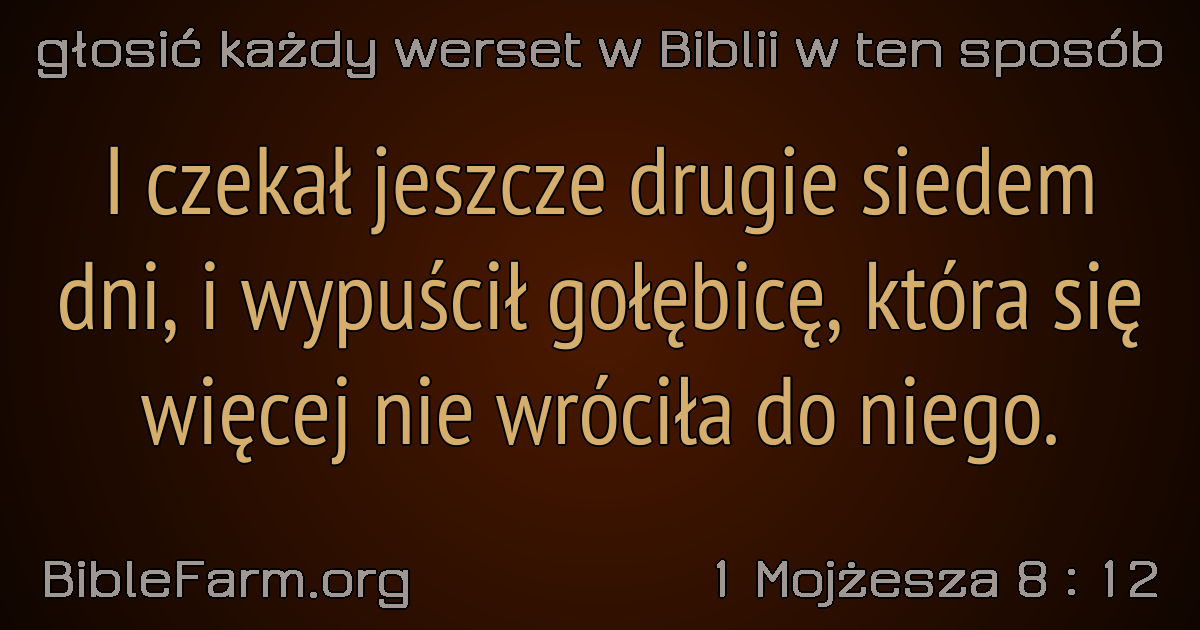 głosić każdy werset w Biblii w ten sposób
I czekał jeszcze drugie siedem
dni, i wypuścił gołębicę, która się
więcej nie wróciła do niego.
BibleFarm.org
1 Mojżesza 8 : 12